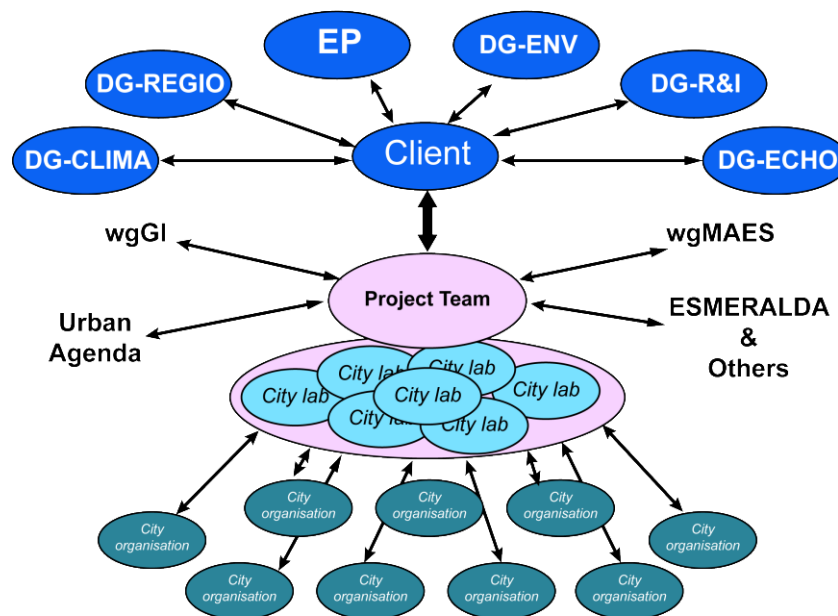 EP
DG-ENV
DG-REGIO
DG-R&I
Client
DG-CLIMA
DG-ECHO
wgGI
wgMAES
Project Team
Urban
Agenda
ESMERALDA
&
Others
City lab
City lab
City lab
City lab
City lab
City lab
City lab
City
organisation
City
organisation
City
organisation
City
organisation
City
organisation
City
organisation
City
organisation
City
organisation
City
organisation